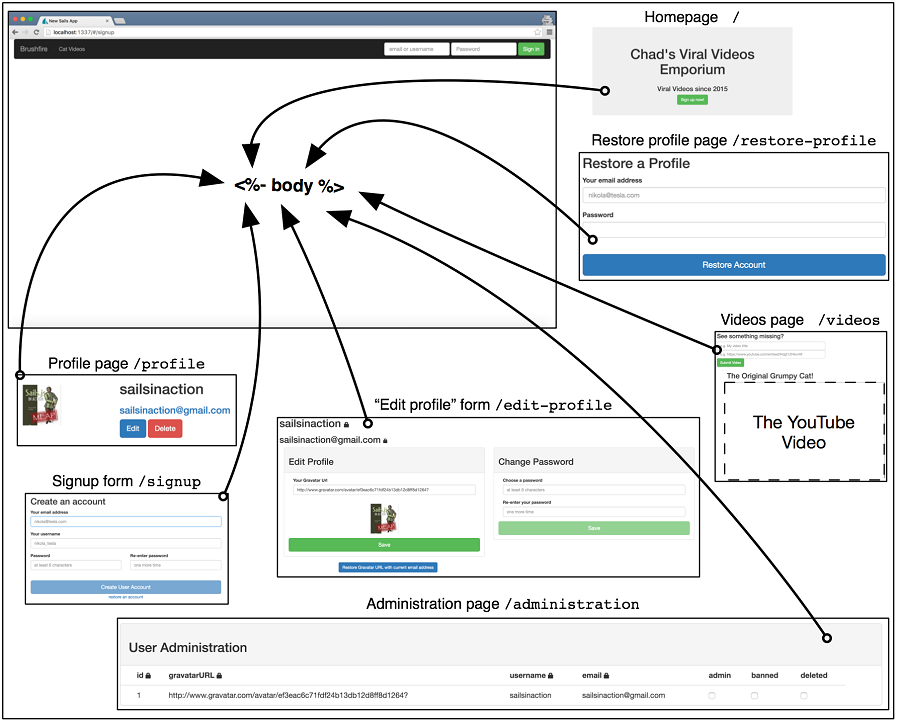 New Sails App
localhost:1337/#/signup
Brushfire Cat Videos email or username Password Sign in
<%- body %>
Homepage /
Chad's Viral Videos
Emporium
Viral Videos since 2015
Sign up now!
Restore profile page /restore-profile
Restore a Profile
Your email address
nikola@tesla.com
Password
Restore Account
Videos page /videos
See something missing?
e.g. My video title
Submit Video
The Original Grumpy Cat!
The YouTube
Video
Profile page /profile
sailsinaction
sailsinaction@gmail.com
Edit Delete
Signup form /signup
Create an account
Your email address
nikola@tesla.com
Your username
nikola_tesla
Password Re-enter password
at least 6 characters one more time
Create User Account
restore an account
"Edit profile" form /edit-profile
sailsinaction
sailsinaction@gmail.com
Edit Profile
Your Gravatar Url
http://www.gravatar.com/avatar/ef3eac6c71fdf24b13db12d8ff8d1264?
Save
Restore Gravatar URL with current email address
Change Password
Choose a password
at least 6 characters
Re-enter your password
one more time
Save
Administration page /administration
User Administration
id gravatarURL username email admin banned deleted
1 http://www.gravatar.com/avatar/ef3eac6c71fdf24b13db12d8ff8d1264? sailsinaction sailsinaction@gmail.com